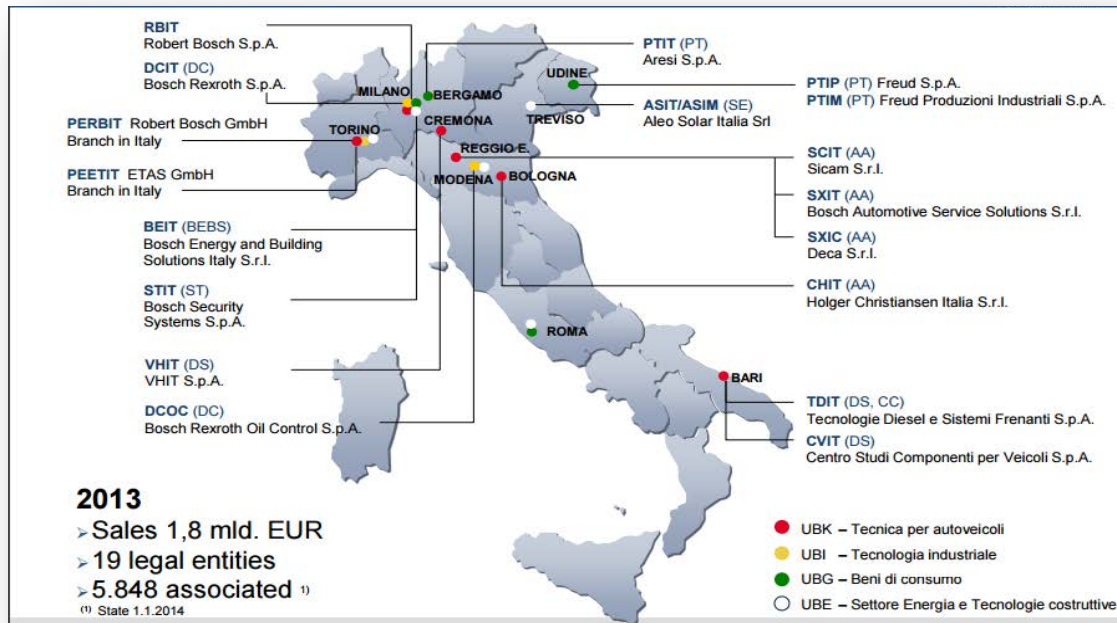 RBIT
Robert Bosch S.p.A.
DCIT (DC)
Bosch Rexroth S.p.A.
PERBIT Robert Bosch GmbH
Branch in Italy
PEETIT ETAS GmbH
Branch in Italy
BEIT (BEBS)
Bosch Energy and Building
Solutions Italy S.r.l.
STIT (ST)
Bosch Security
Systems S.p.A.
VHIT (DS)
VHIT S.p.A.
DCOC (DC)
Bosch Rexroth Oil Control S.p.A.
MILANO
BERGAMO
CREMONA
TORINO
REGGIO E.
MODENA
BOLOGNA
UDINE
TREVISO
ROMA
BARI
PTIT (PT)
Aresi S.p.A.
ASIT/ASIM (SE)
Aleo Solar Italia Srl
PTIP (PT) Freud S.p.A.
PTIM (PT) Freud Produzioni Industriali S.p.A.
SCIT (AA)
Sicam S.r.l.
SXIT (AA)
Bosch Automotive Service Solutions S.r.l.
SXIC (AA)
Deca S.r.l.
CHIT (AA)
Holger Christiansen Italia S.r.l.
TDIT (DS, CC)
Tecnologie Diesel e Sistemi Frenanti S.p.A.
CVIT (DS)
Centro Studi Componenti per Veicoli S.p.A.
2013
➢ Sales 1,8 mld. EUR
➢ 19 legal entities
➢ 5.848 associated ¹⁾
(1) State 1.1.2014
UBK – Tecnica per autoveicoli
UBI – Tecnologia industriale
UBG – Beni di consumo
UBE – Settore Energia e Tecnologie costruttive